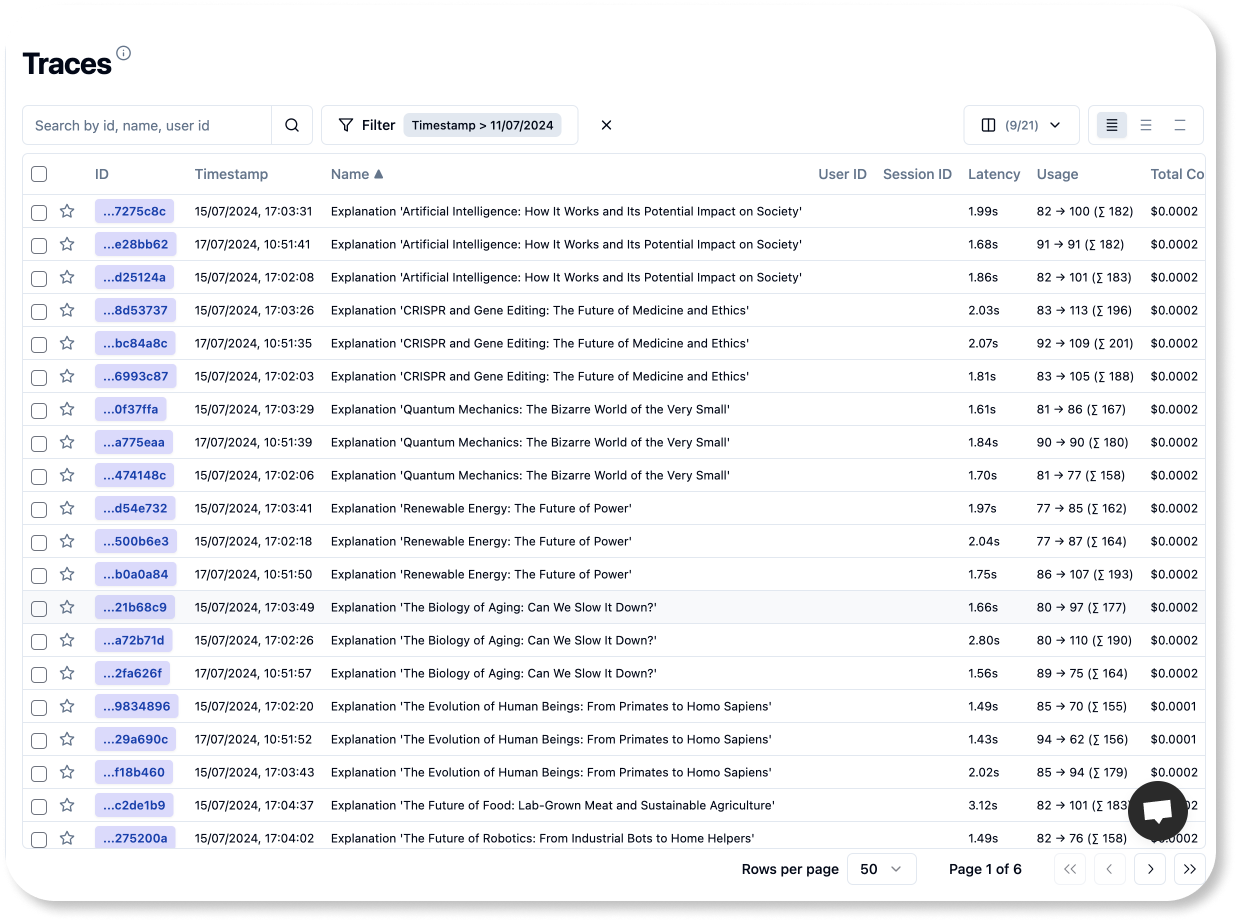 Traces
Search by id, name, user id Filter Timestamp > 11/07/2024 (9/21)
ID Timestamp Name ▲ User ID Session ID Latency Usage Total Co
...7275c8c 15/07/2024, 17:03:31 Explanation 'Artificial Intelligence: How It Works and Its Potential Impact on Society' 1.99s 82 → 100 (∑ 182) $0.0002
...e28bb62 17/07/2024, 10:51:41 Explanation 'Artificial Intelligence: How It Works and Its Potential Impact on Society' 1.68s 91 → 91 (∑ 182) $0.0002
...d25124a 15/07/2024, 17:02:08 Explanation 'Artificial Intelligence: How It Works and Its Potential Impact on Society' 1.86s 82 → 101 (∑ 183) $0.0002
...8d53737 15/07/2024, 17:03:26 Explanation 'CRISPR and Gene Editing: The Future of Medicine and Ethics' 2.03s 83 → 113 (∑ 196) $0.0002
...bc84a8c 17/07/2024, 10:51:35 Explanation 'CRISPR and Gene Editing: The Future of Medicine and Ethics' 2.07s 92 → 109 (∑ 201) $0.0002
...6993c87 15/07/2024, 17:02:03 Explanation 'CRISPR and Gene Editing: The Future of Medicine and Ethics' 1.81s 83 → 105 (∑ 188) $0.0002
...0f37ffa 15/07/2024, 17:03:29 Explanation 'Quantum Mechanics: The Bizarre World of the Very Small' 1.61s 81 → 86 (∑ 167) $0.0002
...a775eaa 17/07/2024, 10:51:39 Explanation 'Quantum Mechanics: The Bizarre World of the Very Small' 1.84s 90 → 90 (∑ 180) $0.0002
...474148c 15/07/2024, 17:02:06 Explanation 'Quantum Mechanics: The Bizarre World of the Very Small' 1.70s 81 → 77 (∑ 158) $0.0002
...d54e732 15/07/2024, 17:03:41 Explanation 'Renewable Energy: The Future of Power' 1.97s 77 → 85 (∑ 162) $0.0002
...500b6e3 15/07/2024, 17:02:18 Explanation 'Renewable Energy: The Future of Power' 2.04s 77 → 87 (∑ 164) $0.0002
...b0a0a84 17/07/2024, 10:51:50 Explanation 'Renewable Energy: The Future of Power' 1.75s 86 → 107 (∑ 193) $0.0002
...21b68c9 15/07/2024, 17:03:49 Explanation 'The Biology of Aging: Can We Slow It Down?' 1.66s 80 → 97 (∑ 177) $0.0002
...a72b71d 15/07/2024, 17:02:26 Explanation 'The Biology of Aging: Can We Slow It Down?' 2.80s 80 → 110 (∑ 190) $0.0002
...2fa626f 17/07/2024, 10:51:57 Explanation 'The Biology of Aging: Can We Slow It Down?' 1.56s 89 → 75 (∑ 164) $0.0002
...9834896 15/07/2024, 17:02:20 Explanation 'The Evolution of Human Beings: From Primates to Homo Sapiens' 1.49s 85 → 70 (∑ 155) $0.0001
...29a690c 17/07/2024, 10:51:52 Explanation 'The Evolution of Human Beings: From Primates to Homo Sapiens' 1.43s 94 → 62 (∑ 156) $0.0001
...f18b460 15/07/2024, 17:03:43 Explanation 'The Evolution of Human Beings: From Primates to Homo Sapiens' 2.02s 85 → 94 (∑ 179) $0.0002
...c2de1b9 15/07/2024, 17:04:37 Explanation 'The Future of Food: Lab-Grown Meat and Sustainable Agriculture' 3.12s 82 → 101 (∑ 183
...275200a 15/07/2024, 17:04:02 Explanation 'The Future of Robotics: From Industrial Bots to Home Helpers' 1.49s 82 → 76 (∑ 158)
Rows per page 50 Page 1 of 6